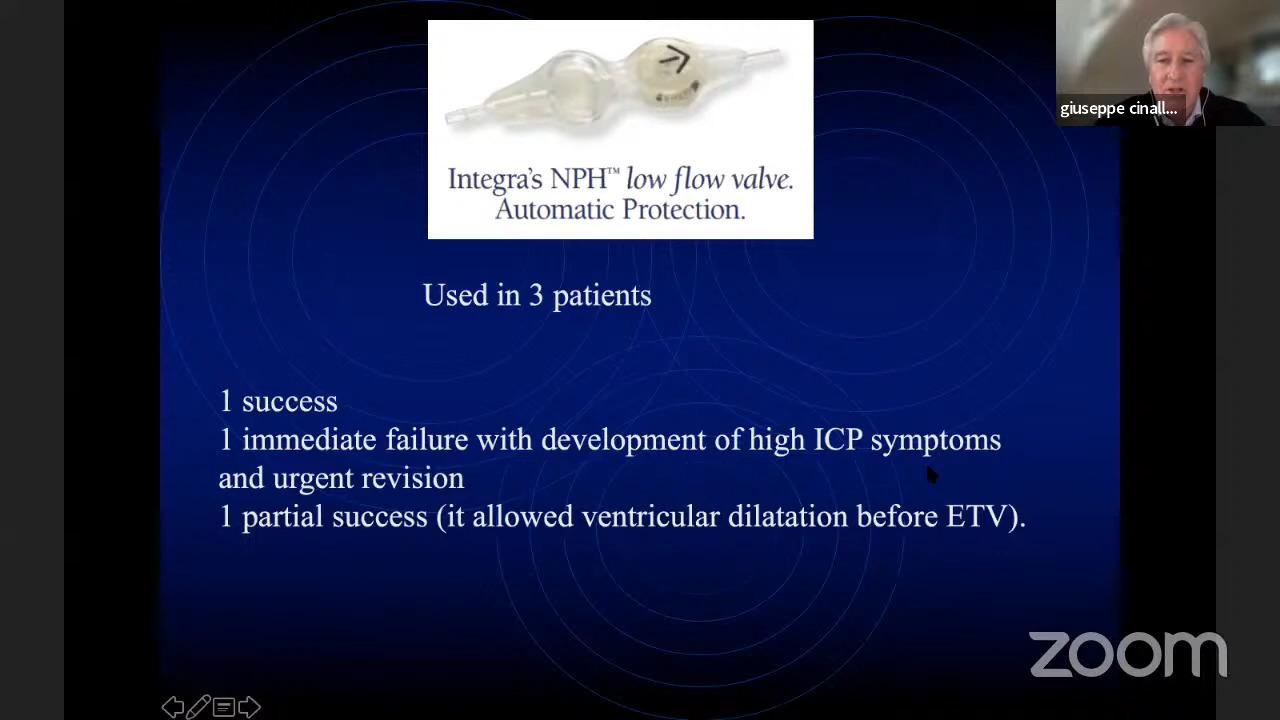 giuseppe cinall...
Integra's NPH™ low flow valve.
Automatic Protection.
Used in 3 patients
1 success
1 immediate failure with development of high ICP symptoms
and urgent revision
1 partial success (it allowed ventricular dilatation before ETV).
zoom